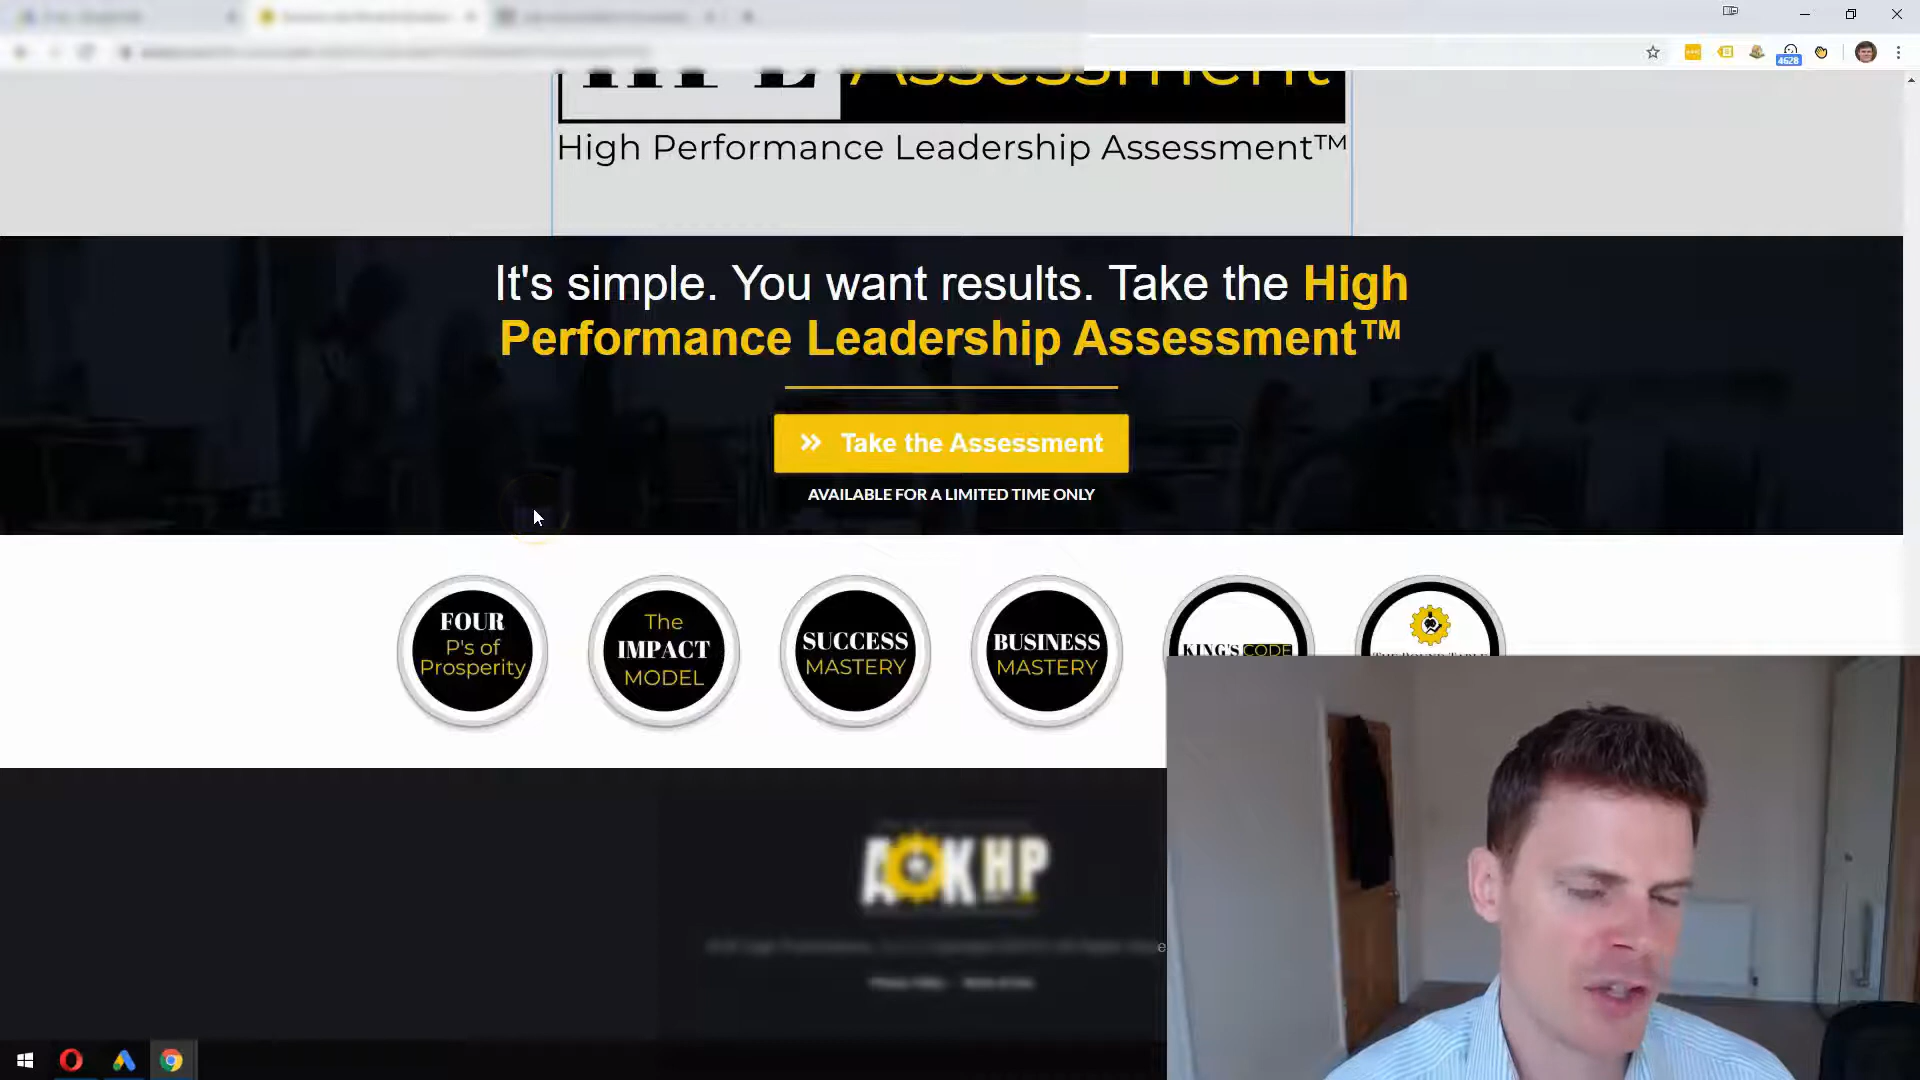 4628
Assessment
High Performance Leadership Assessment™
It's simple. You want results. Take the High
Performance Leadership Assessment™
Take the Assessment
AVAILABLE FOR A LIMITED TIME ONLY
FOUR
P's of
Prosperity
The
IMPACT
MODEL
SUCCESS
MASTERY
BUSINESS
MASTERY
KING'S CODE
HP